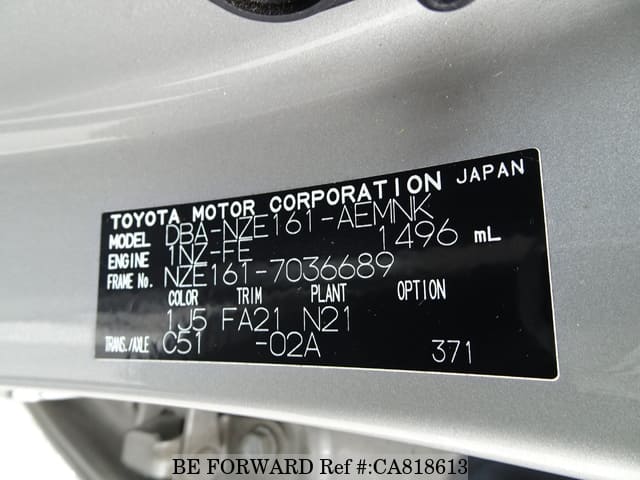 TOYOTA MOTOR CORPORATION JAPAN
MODEL DBA-NZE161-AEMNK
ENGINE 1NZ-FE 1496 mL
FRAME No. NZE161-7036689
COLOR TRIM PLANT OPTION
1J5 FA21 N21
TRANS./AXLE C51 -02A 371
BE FORWARD Ref #:CA818613